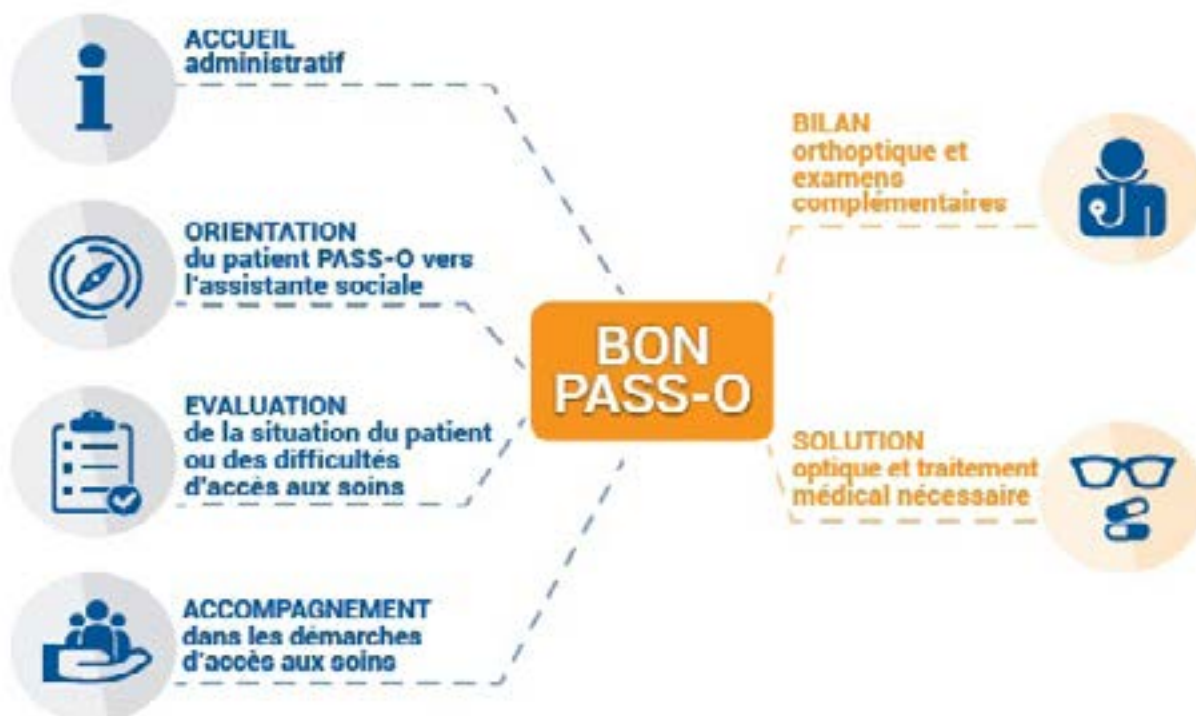 ACCUEIL
administratif
ORIENTATION
du patient PASS-O vers
l'assistante sociale
EVALUATION
de la situation du patient
ou des difficultés
d'accès aux soins
ACCOMPAGNEMENT
dans les démarches
d'accès aux soins
BON
PASS-O
BILAN
orthoptique et
examens
complémentaires
SOLUTION
optique et traitement
médical nécessaire